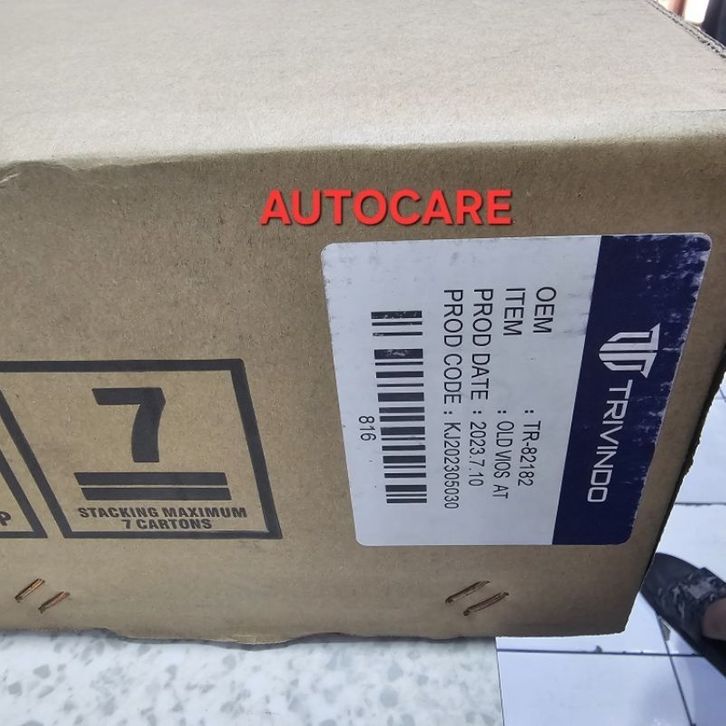 AUTOCARE
TRIVINDO
OEM : TR-82182
ITEM : OLD VIOS AT
PROD DATE : 2023.7.10
PROD CODE : KJ202305030
816
7
STACKING MAXIMUM
7 CARTONS
P